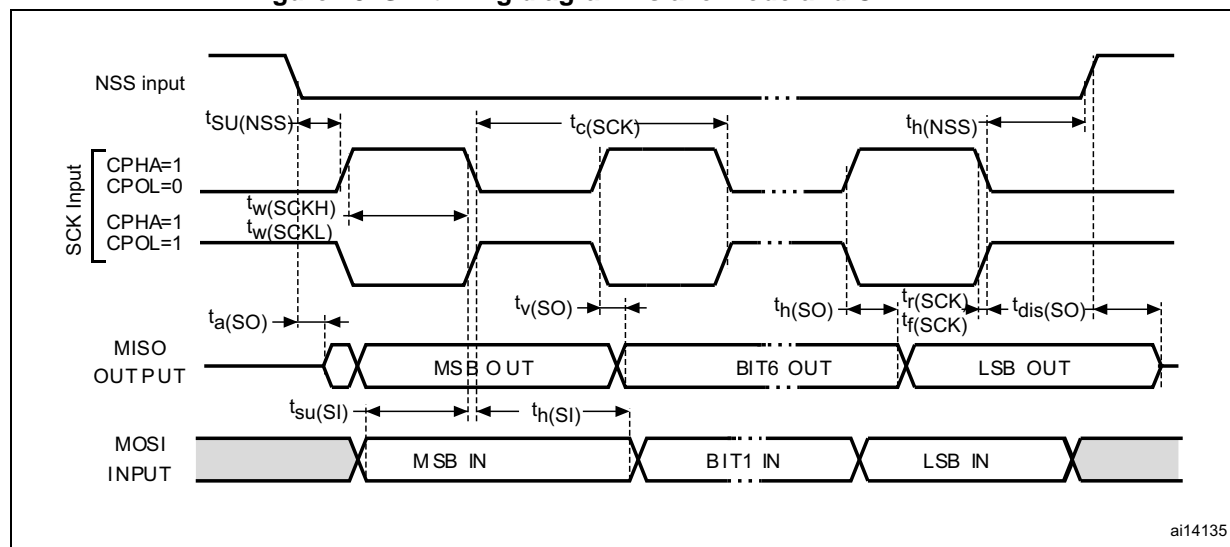 NSS input
tSU(NSS)
tc(SCK)
th(NSS)
SCK Input
CPHA=1
CPOL=0
CPHA=1
CPOL=1
tw(SCKH)
tw(SCKL)
ta(SO)
tv(SO)
th(SO)
tr(SCK)
tf(SCK)
tdis(SO)
MISO
OUTPUT
MSB OUT
BIT6 OUT
LSB OUT
tsu(SI)
th(SI)
MOSI
INPUT
MSB IN
BIT1 IN
LSB IN
ai14135